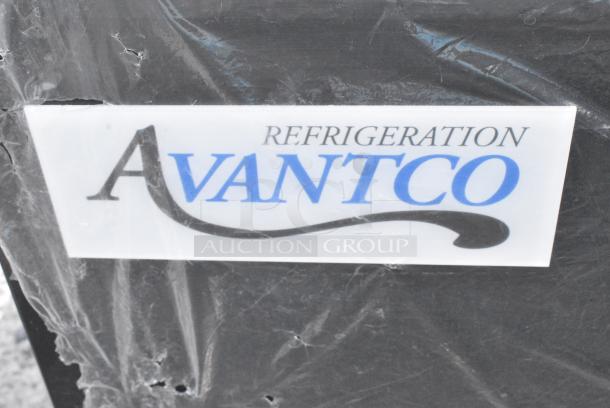 REFRIGERATION
AVANTCO
PCI
AUCTION GROUP